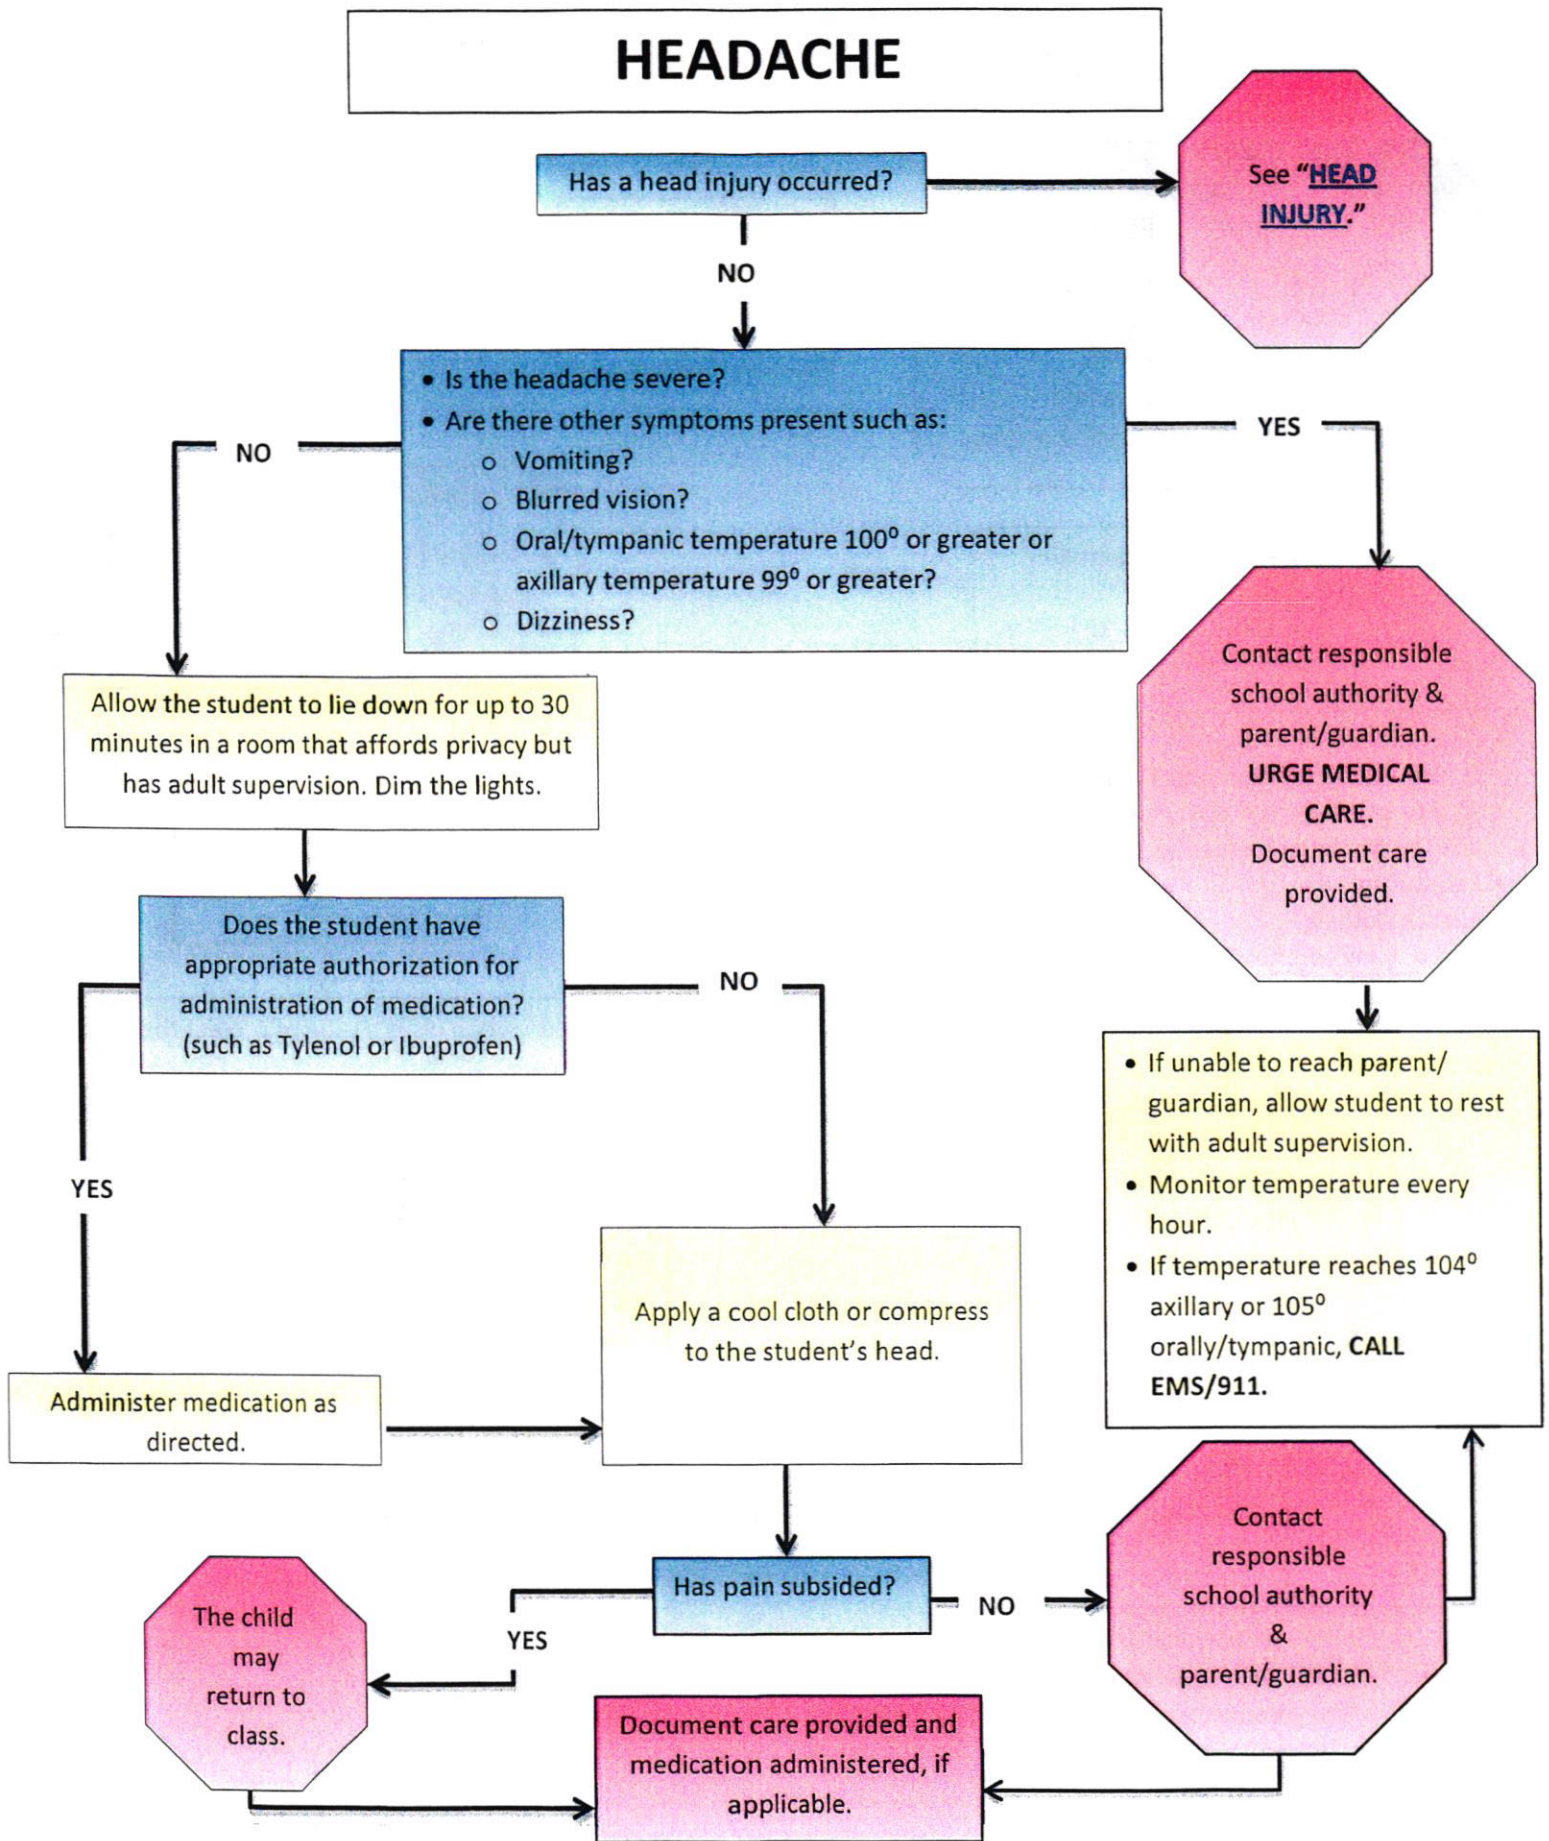 HEADACHE
Has a head injury occurred?
See “HEAD
INJURY.”
NO
• Is the headache severe?
• Are there other symptoms present such as:
o Vomiting?
o Blurred vision?
o Oral/tympanic temperature 100⁰ or greater or
axillary temperature 99⁰ or greater?
o Dizziness?
NO
YES
Allow the student to lie down for up to 30
minutes in a room that affords privacy but
has adult supervision. Dim the lights.
Contact responsible
school authority &
parent/guardian.
URGE MEDICAL
CARE.
Document care
provided.
Does the student have
appropriate authorization for
administration of medication?
(such as Tylenol or Ibuprofen)
NO
YES
• If unable to reach parent/
guardian, allow student to rest
with adult supervision.
• Monitor temperature every
hour.
• If temperature reaches 104⁰
axillary or 105⁰
orally/tympanic, CALL
EMS/911.
Apply a cool cloth or compress
to the student’s head.
Administer medication as
directed.
Has pain subsided?
NO
YES
Contact
responsible
school authority
&
parent/guardian.
The child
may
return to
class.
Document care provided and
medication administered, if
applicable.